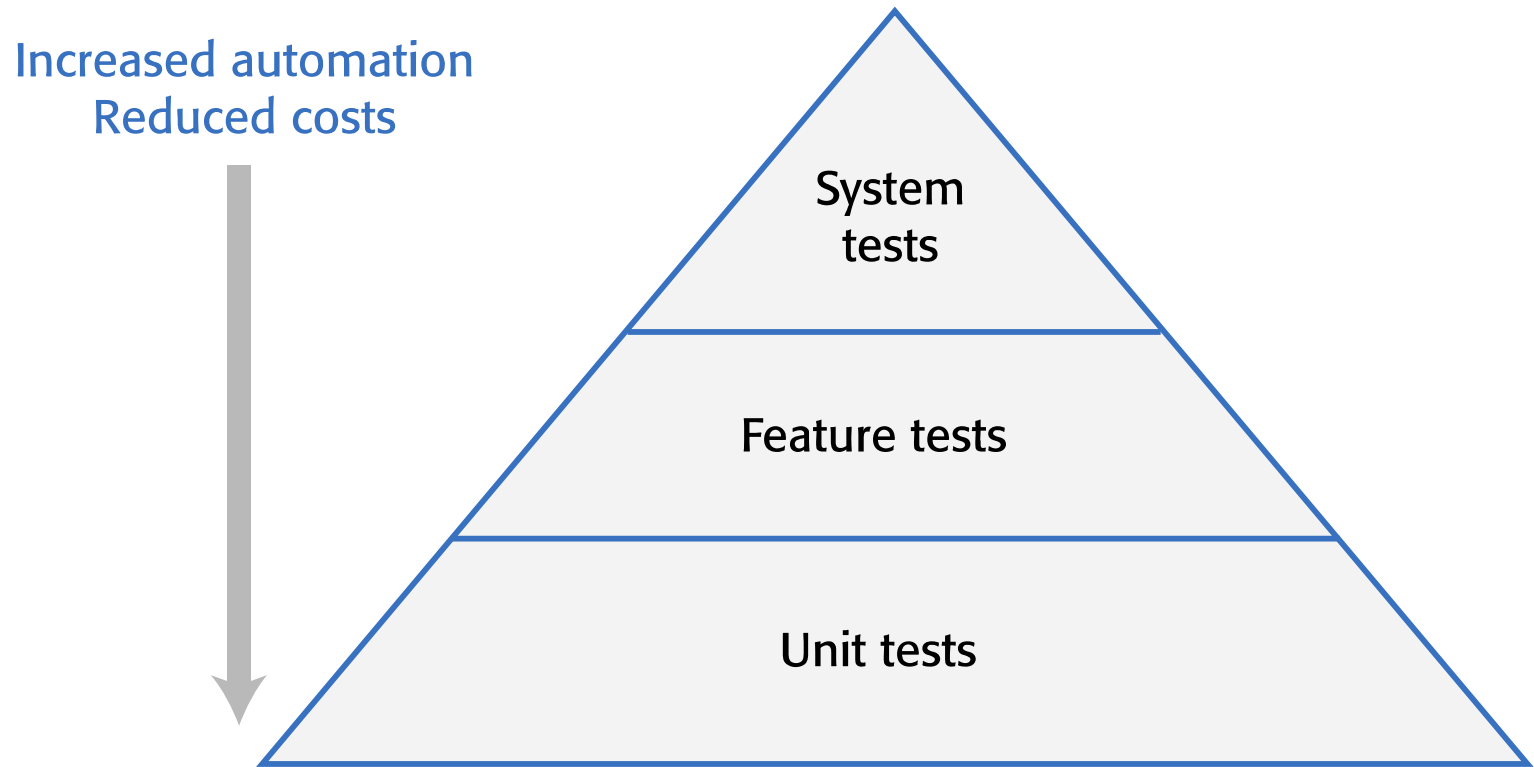 Increased automation
Reduced costs
System
tests
Feature tests
Unit tests